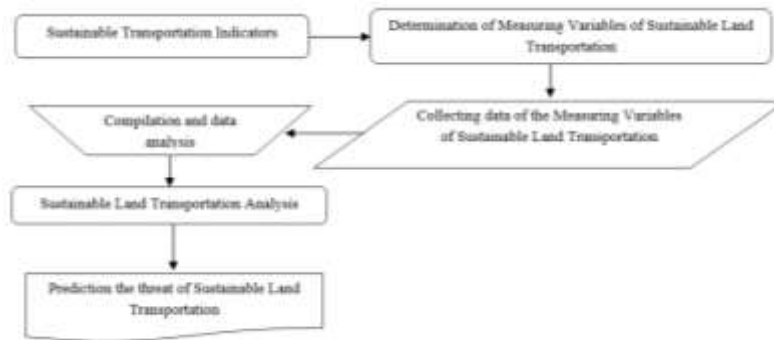 Sustainable Transportation Indicators
Determination of Measuring Variables of Sustainable Land
Transportation
Collecting data of the Measuring Variables
of Sustainable Land Transportation
Compilation and data
analysis
Sustainable Land Transportation Analysis
Prediction the threat of Sustainable Land
Transportation